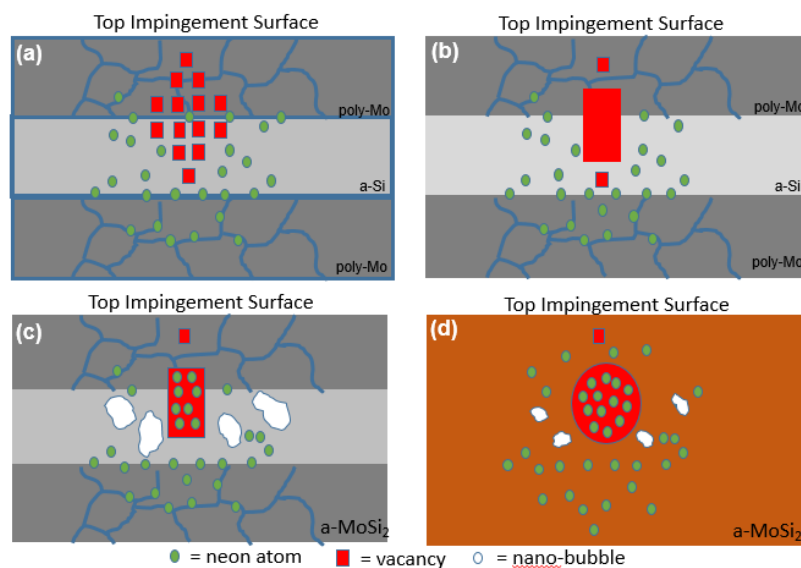 Top Impingement Surface
(a)
poly-Mo
a-Si
poly-Mo
Top Impingement Surface
(b)
poly-Mo
a-Si
poly-Mo
Top Impingement Surface
(c)
a-MoSi2
Top Impingement Surface
(d)
a-MoSi2
= neon atom = vacancy = nano-bubble